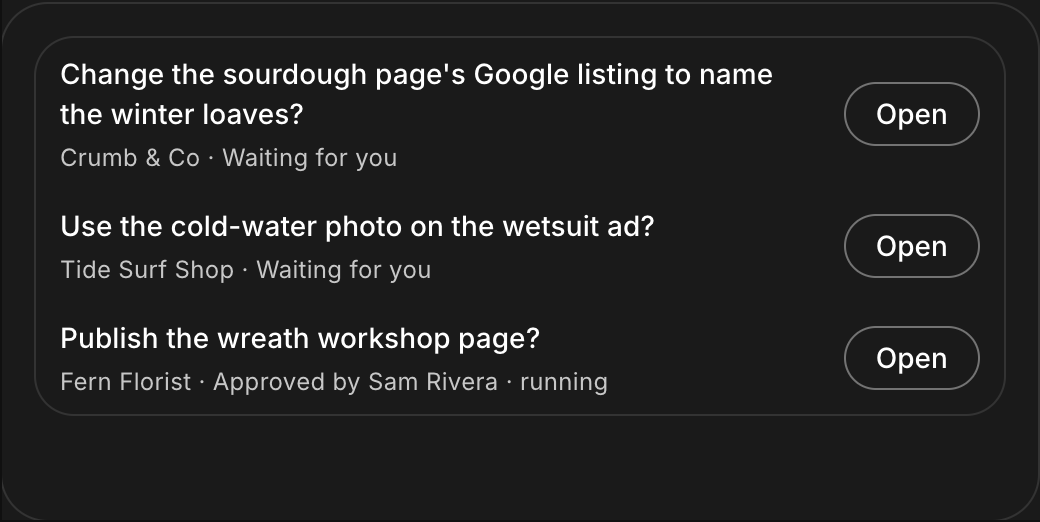 Change the sourdough page's Google listing to name
the winter loaves?
Crumb & Co · Waiting for you
Open
Use the cold-water photo on the wetsuit ad?
Tide Surf Shop · Waiting for you
Open
Publish the wreath workshop page?
Fern Florist · Approved by Sam Rivera · running
Open